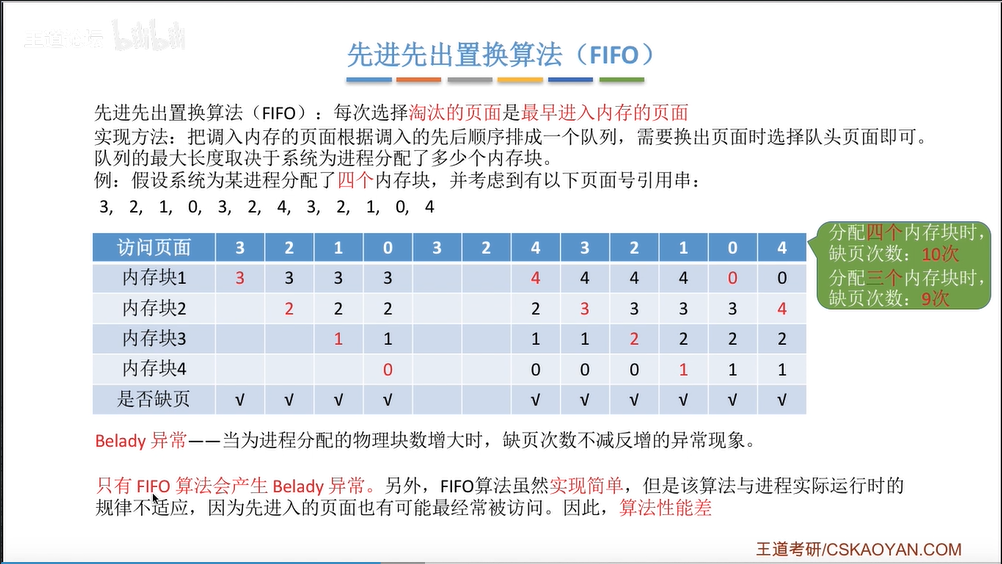 王道考研 bilibili
先进先出置换算法（FIFO）
先进先出置换算法（FIFO）：每次选择淘汰的页面是最早进入内存的页面
实现方法：把调入内存的页面根据调入的先后顺序排成一个队列，需要换出页面时选择队头页面即可。
队列的最大长度取决于系统为进程分配了多少个内存块。
例：假设系统为某进程分配了四个内存块，并考虑到有以下页面号引用串：
3, 2, 1, 0, 3, 2, 4, 3, 2, 1, 0, 4
访问页面 3 2 1 0 3 2 4 3 2 1 0 4
内存块1 3 3 3 3 4 4 4 4 0 0
内存块2 2 2 2 2 3 3 3 3 4
内存块3 1 1 1 1 2 2 2 2
内存块4 0 0 0 0 1 1 1
是否缺页 √ √ √ √ √ √ √ √ √ √
分配四个内存块时，
缺页次数：10次
分配三个内存块时，
缺页次数：9次
Belady 异常——当为进程分配的物理块数增大时，缺页次数不减反增的异常现象。
只有 FIFO 算法会产生 Belady 异常。另外，FIFO算法虽然实现简单，但是该算法与进程实际运行时的
规律不适应，因为先进入的页面也有可能最经常被访问。因此，算法性能差
王道考研/CSKAOYAN.COM